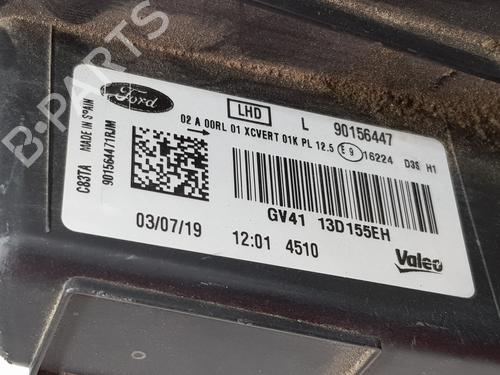 B-PARTS
Ford
LHD L 90156447
02 A 00RL 01 XCVERT 01K PL 12.5 E9 16224 D3S H1
C83TA MADE IN SPAIN
901564471RJM
GV41 13D155EH
03/07/19 12:01 4510
Valeo